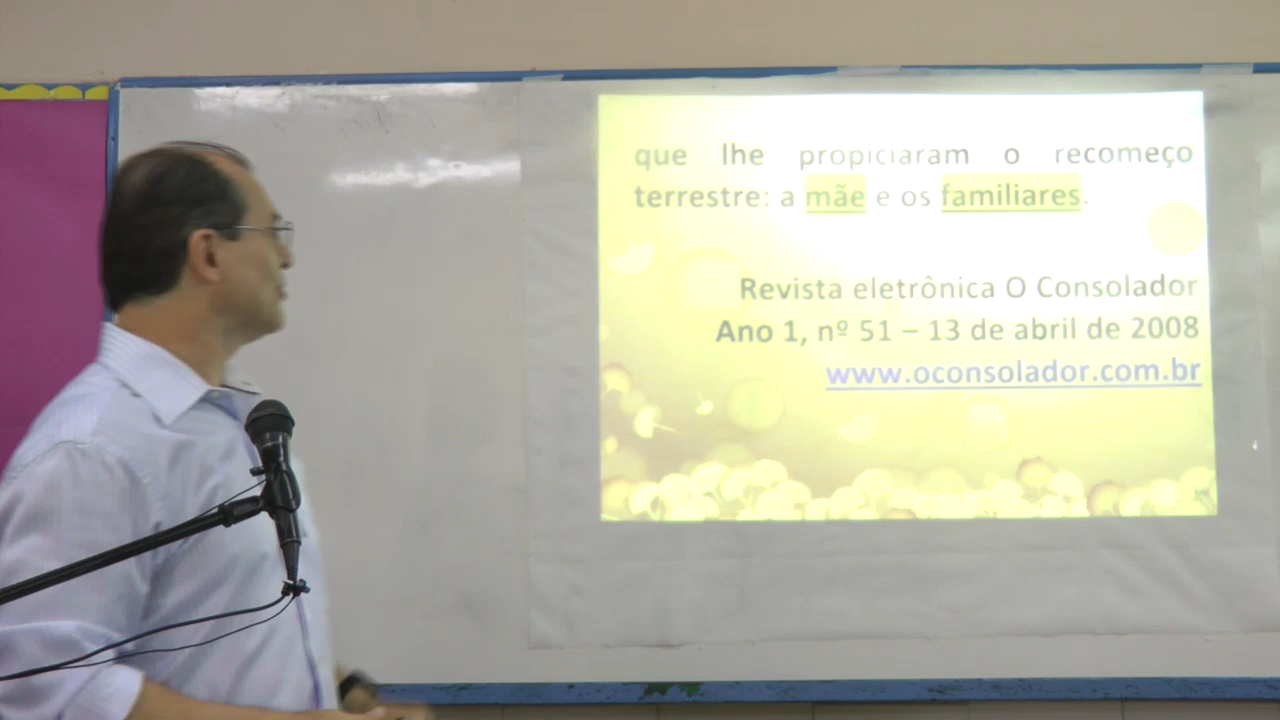 que lhe propiciaram o recomeço
terrestre: a mãe e os familiares.
Revista eletrônica O Consolador
Ano 1, nº 51 – 13 de abril de 2008
www.oconsolador.com.br